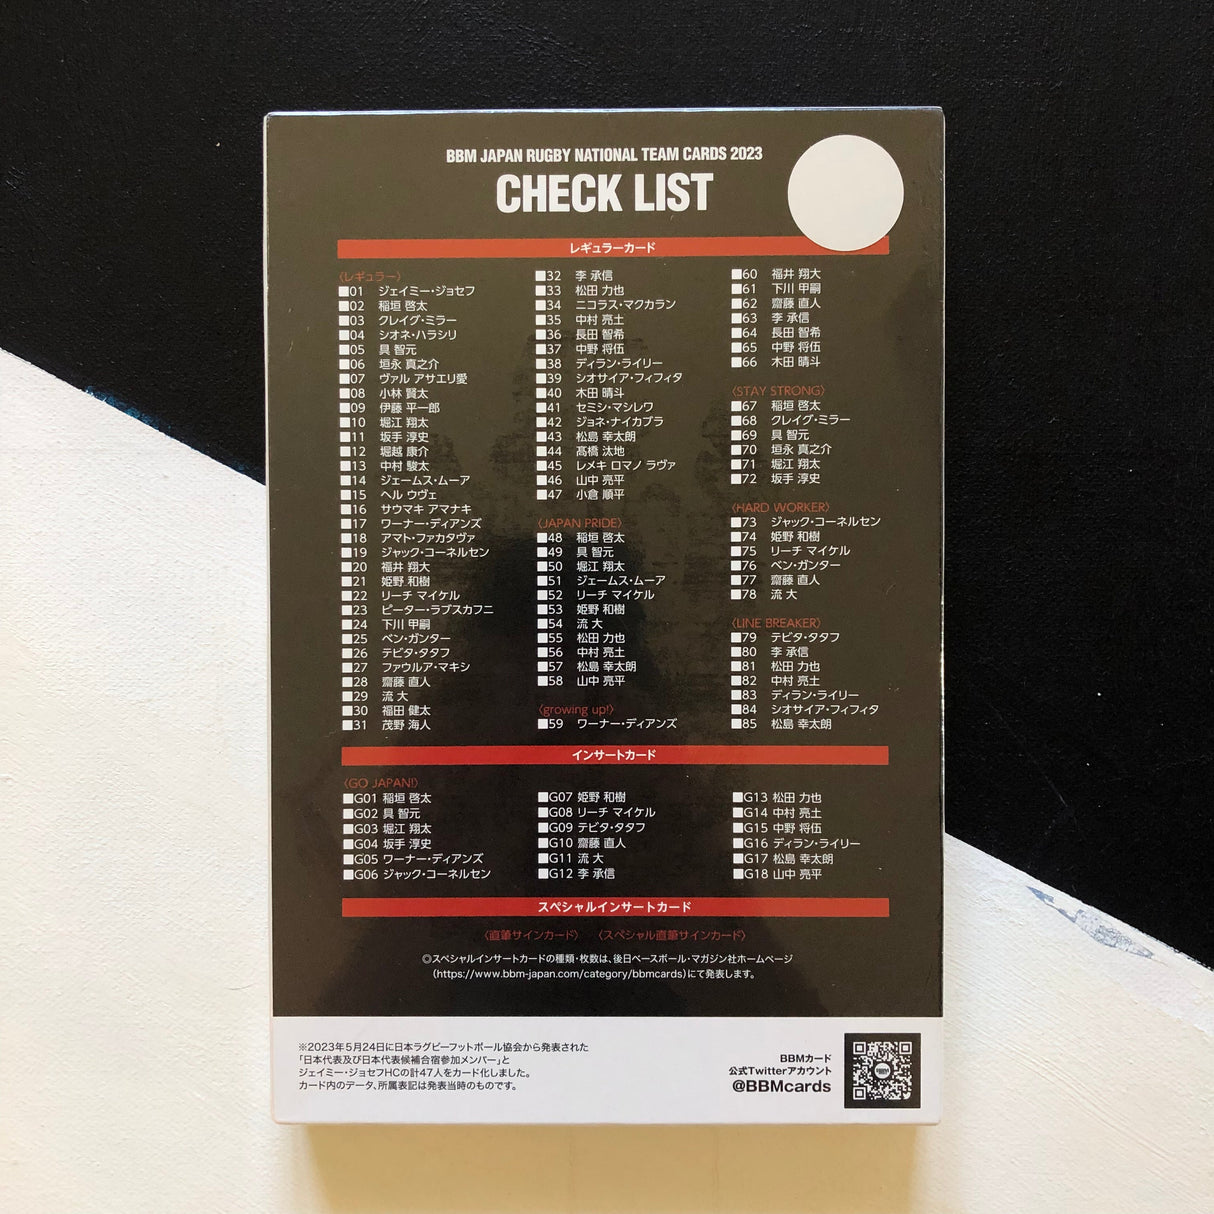 BBM JAPAN RUGBY NATIONAL TEAM CARDS 2023
CHECK LIST
レギュラーカード
〈レギュラー〉
■01 ジェイミー・ジョセフ
■02 稲垣 啓太
■03 クレイグ・ミラー
■04 シオネ・ハラシリ
■05 具 智元
■06 垣永 真之介
■07 ヴァル アサエリ愛
■08 小林 賢太
■09 伊藤 平一郎
■10 堀江 翔太
■11 坂手 淳史
■12 堀越 康介
■13 中村 駿太
■14 ジェームス・ムーア
■15 ヘル ウヴェ
■16 サウマキ アマナキ
■17 ワーナー・ディアンズ
■18 アマト・ファカタヴァ
■19 ジャック・コーネルセン
■20 福井 翔大
■21 姫野 和樹
■22 リーチ マイケル
■23 ピーター・ラブスカフニ
■24 下川 甲嗣
■25 ベン・ガンター
■26 テビタ・タタフ
■27 ファウルア・マキシ
■28 齋藤 直人
■29 流 大
■30 福田 健太
■31 茂野 海人
■32 李 承信
■33 松田 力也
■34 ニコラス・マクカラン
■35 中村 亮土
■36 長田 智希
■37 中野 将伍
■38 ディラン・ライリー
■39 シオサイア・フィフィタ
■40 木田 晴斗
■41 セミシ・マシレワ
■42 ジョネ・ナイカブラ
■43 松島 幸太朗
■44 髙橋 汰地
■45 レメキ ロマノ ラヴァ
■46 山中 亮平
■47 小倉 順平
〈JAPAN PRIDE〉
■48 稲垣 啓太
■49 具 智元
■50 堀江 翔太
■51 ジェームス・ムーア
■52 リーチ マイケル
■53 姫野 和樹
■54 流 大
■55 松田 力也
■56 中村 亮土
■57 松島 幸太朗
■58 山中 亮平
〈growing up!〉
■59 ワーナー・ディアンズ
■60 福井 翔大
■61 下川 甲嗣
■62 齋藤 直人
■63 李 承信
■64 長田 智希
■65 中野 将伍
■66 木田 晴斗
〈STAY STRONG〉
■67 稲垣 啓太
■68 クレイグ・ミラー
■69 具 智元
■70 垣永 真之介
■71 堀江 翔太
■72 坂手 淳史
〈HARD WORKER〉
■73 ジャック・コーネルセン
■74 姫野 和樹
■75 リーチ マイケル
■76 ベン・ガンター
■77 齋藤 直人
■78 流 大
〈LINE BREAKER〉
■79 テビタ・タタフ
■80 李 承信
■81 松田 力也
■82 中村 亮土
■83 ディラン・ライリー
■84 シオサイア・フィフィタ
■85 松島 幸太朗
インサートカード
〈GO JAPAN!〉
■G01 稲垣 啓太
■G02 具 智元
■G03 堀江 翔太
■G04 坂手 淳史
■G05 ワーナー・ディアンズ
■G06 ジャック・コーネルセン
■G07 姫野 和樹
■G08 リーチ マイケル
■G09 テビタ・タタフ
■G10 齋藤 直人
■G11 流 大
■G12 李 承信
■G13 松田 力也
■G14 中村 亮土
■G15 中野 将伍
■G16 ディラン・ライリー
■G17 松島 幸太朗
■G18 山中 亮平
スペシャルインサートカード
〈直筆サインカード〉 〈スペシャル直筆サインカード〉
◎スペシャルインサートカードの種類・枚数は、後日ベースボール・マガジン社ホームページ
(https://www.bbm-japan.com/category/bbmcards)にて発表します。
※2023年5月24日に日本ラグビーフットボール協会から発表された
「日本代表及び日本代表候補合宿参加メンバー」と
ジェイミー・ジョセフHCの計47人をカード化しました。
カード内のデータ、所属表記は発表当時のものです。
BBMカード
公式Twitterアカウント
@BBMcards
BBM